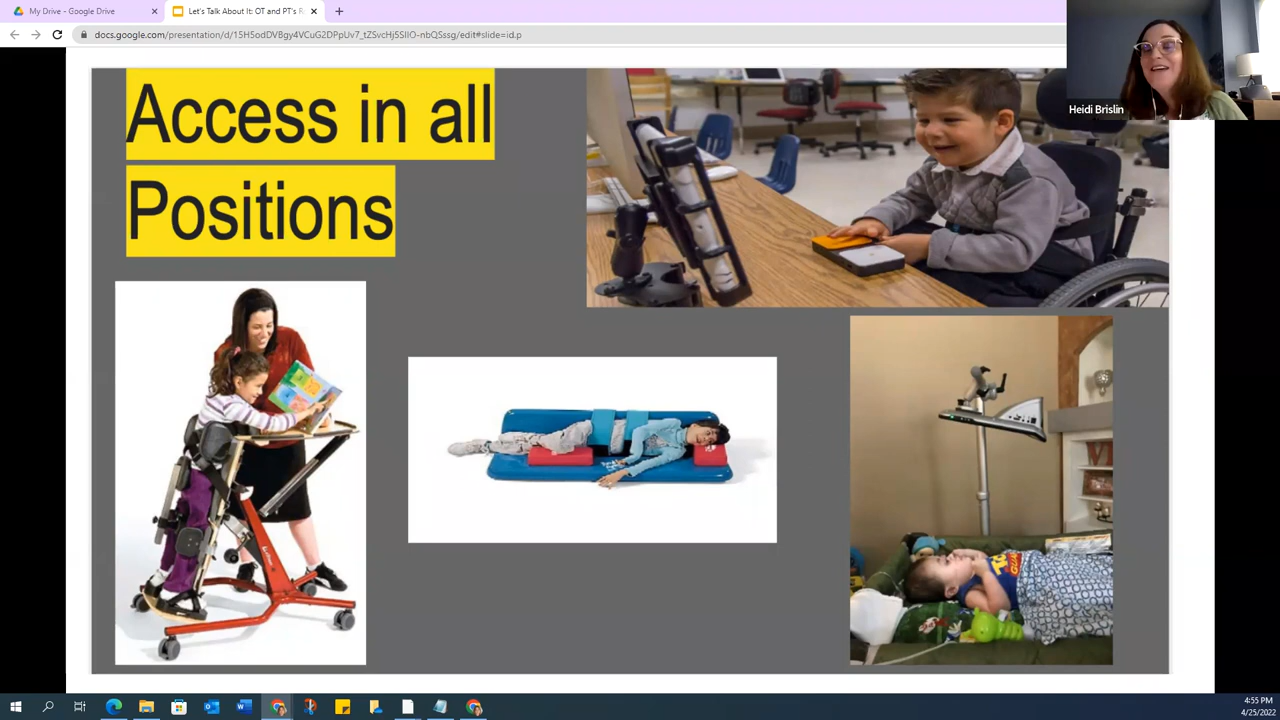 My Drive - Google Drive
Let's Talk About It: OT and PT's R
docs.google.com/presentation/d/15H5odDVBgy4VCuG2DPpUv7_tZSvcHj5SIIO-nbQSssg/edit#slide=id.p
Heidi Brislin
Access in all
Positions
4:55 PM
4/25/2022